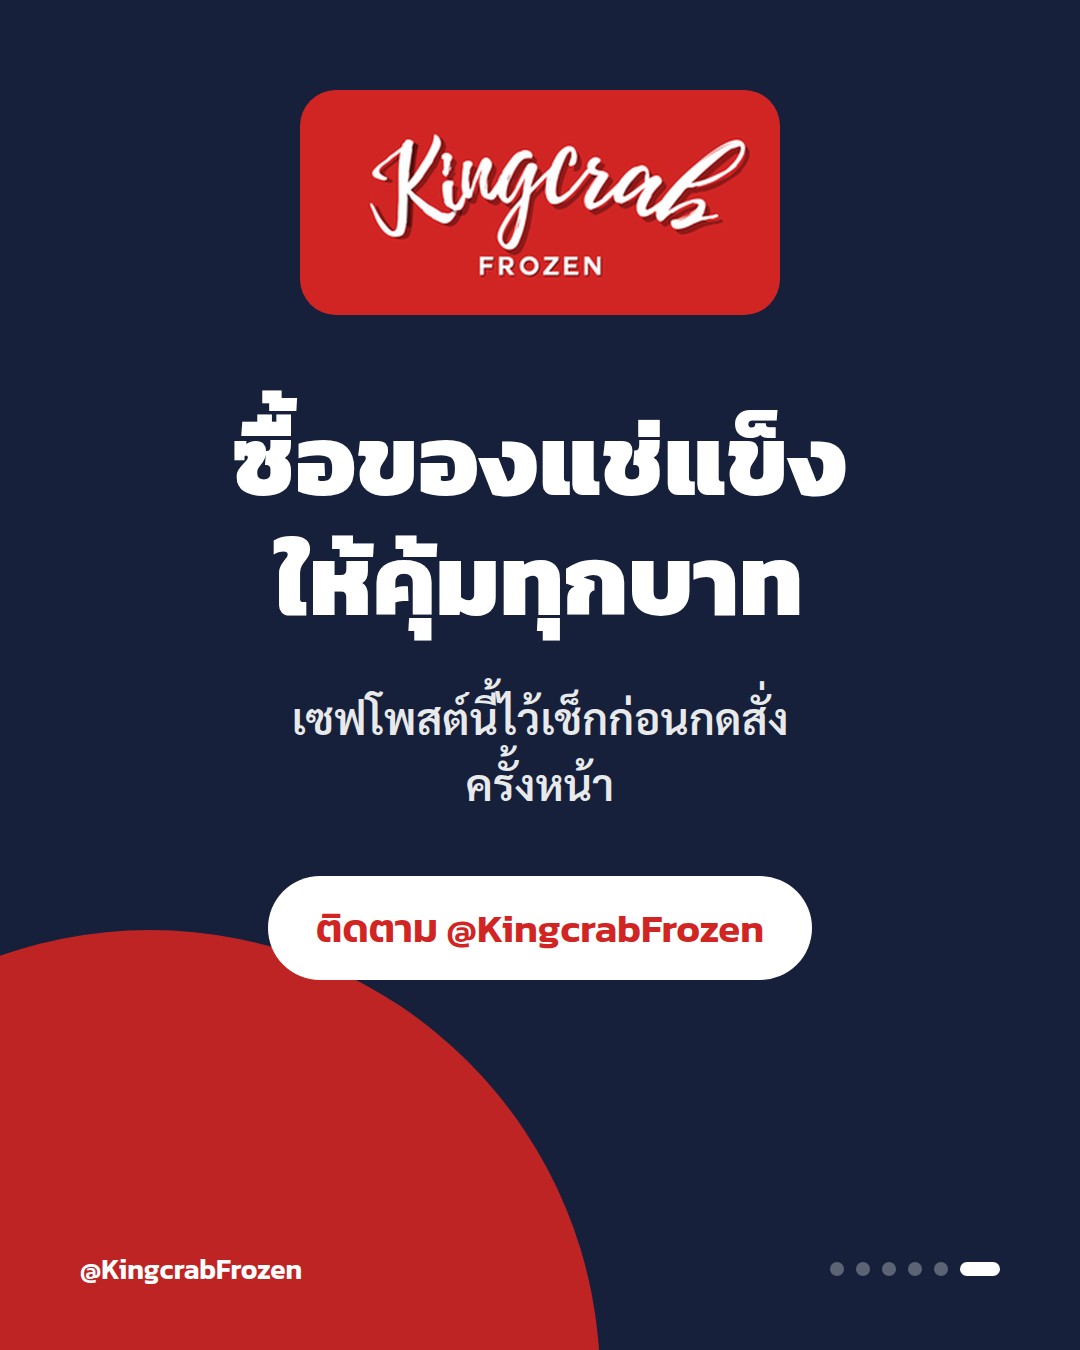 Kingcrab
FROZEN
ซื้อของแช่แข็ง
ให้คุ้มทุกบาท
เซฟโพสต์นี้ไว้เช็กก่อนกดสั่ง
ครั้งหน้า
ติดตาม @KingcrabFrozen
@KingcrabFrozen